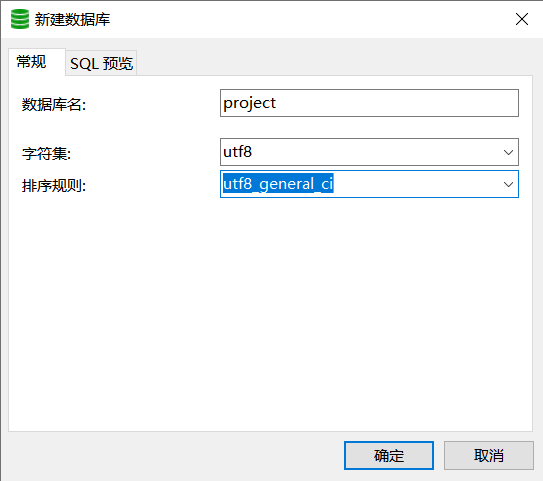 新建数据库
常规 SQL 预览
数据库名: project
字符集: utf8
排序规则: utf8_general_ci
确定 取消